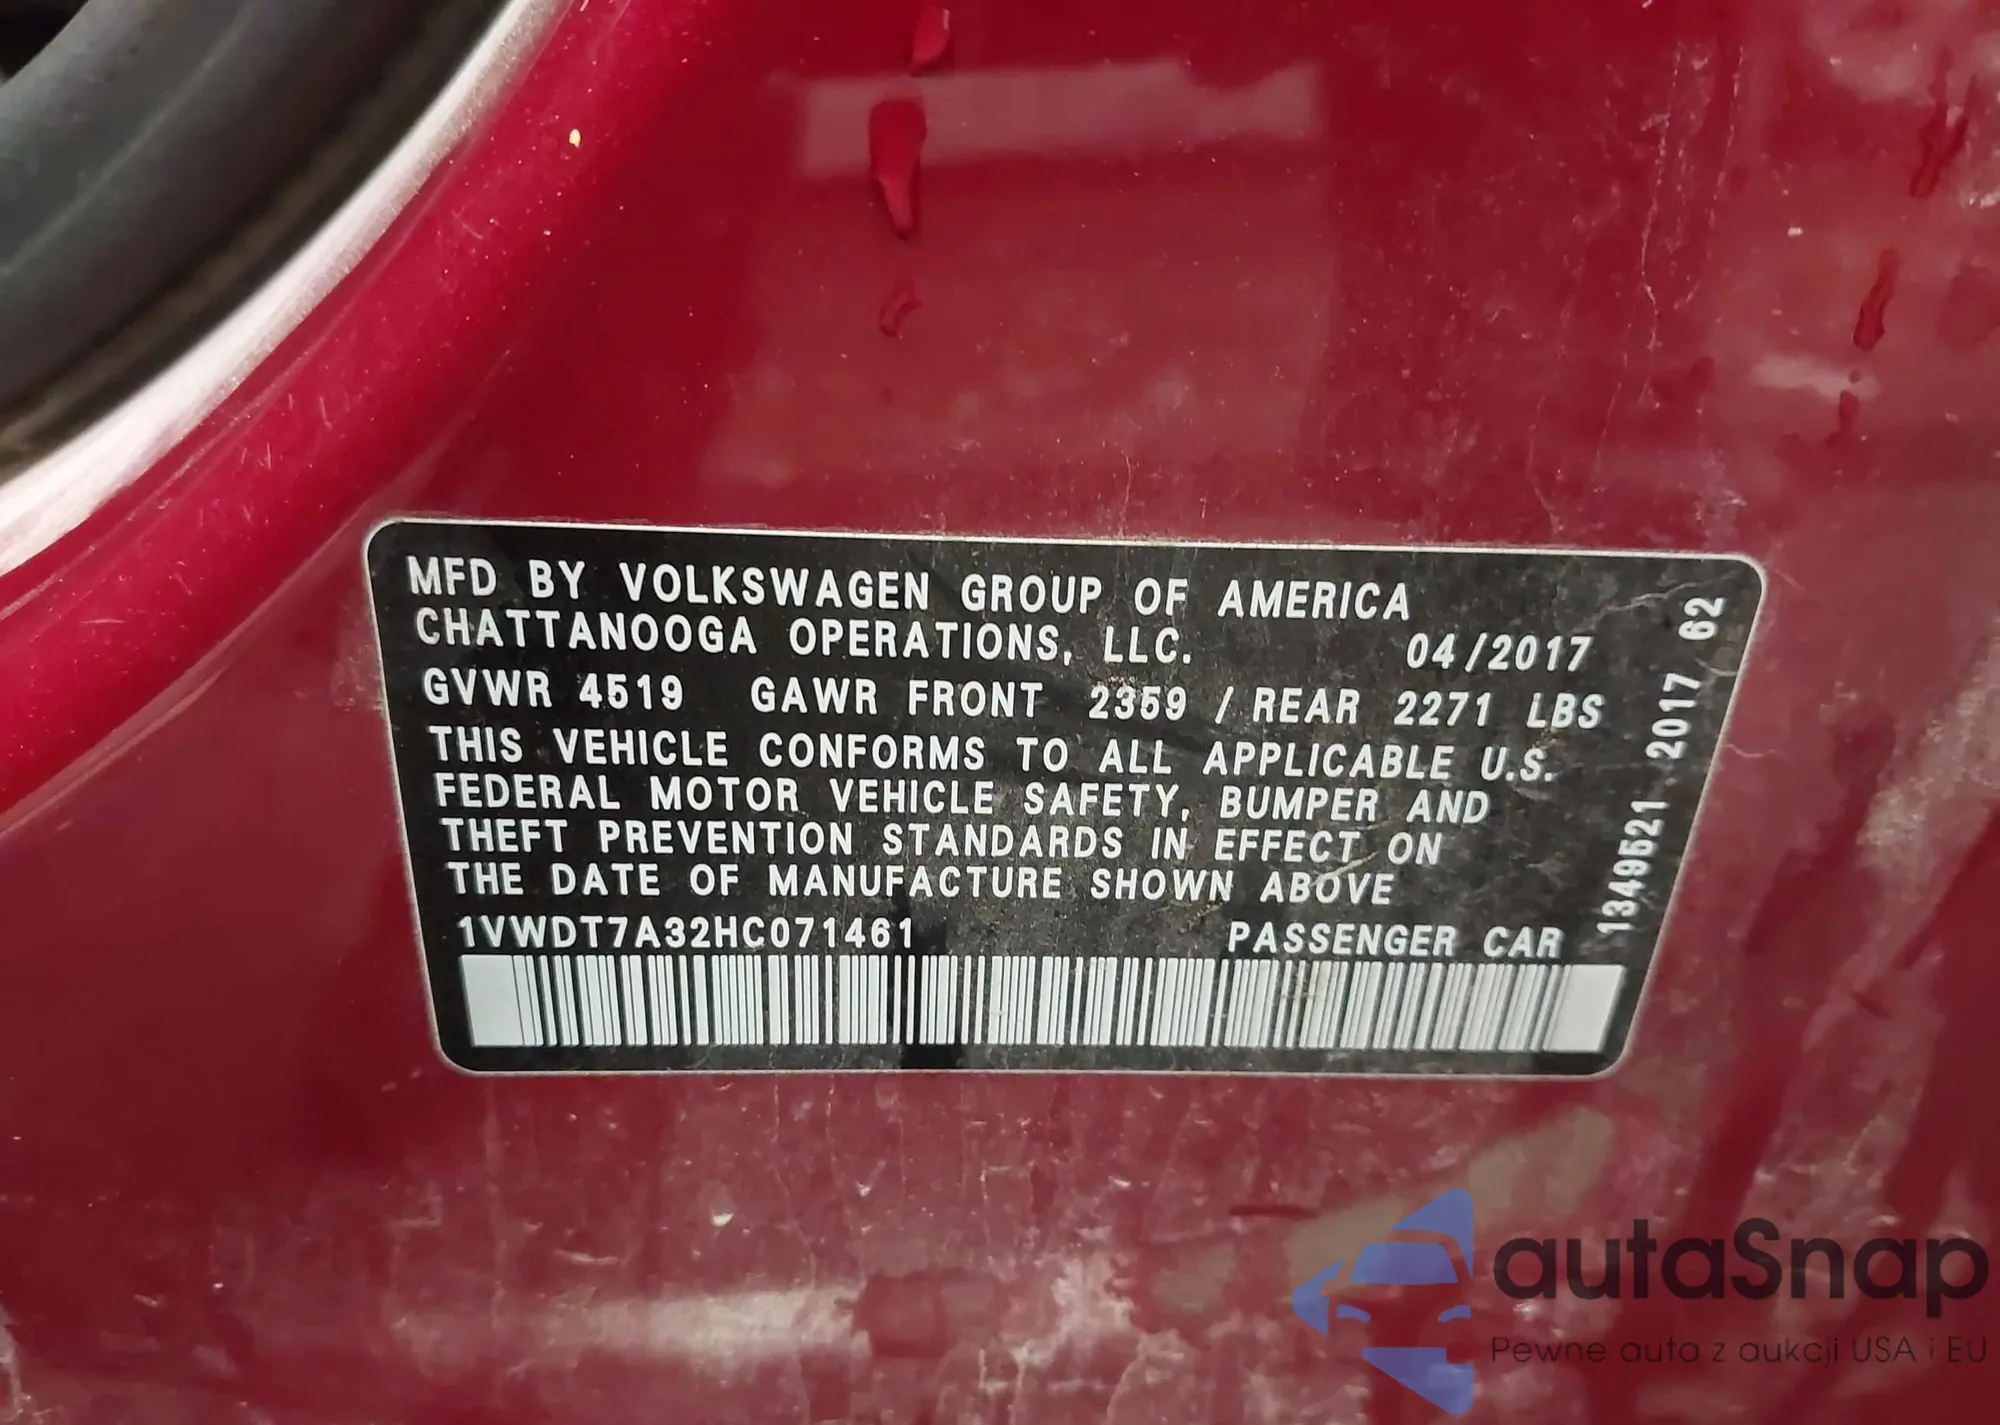 MFD BY VOLKSWAGEN GROUP OF AMERICA
CHATTANOOGA OPERATIONS, LLC. 04/2017
GVWR 4519 GAWR FRONT 2359 / REAR 2271 LBS
THIS VEHICLE CONFORMS TO ALL APPLICABLE U.S.
FEDERAL MOTOR VEHICLE SAFETY, BUMPER AND
THEFT PREVENTION STANDARDS IN EFFECT ON
THE DATE OF MANUFACTURE SHOWN ABOVE
1VWDT7A32HC071461 PASSENGER CAR
1349521 2017 62
autaSnap
Pewne auta z aukcji USA i EU